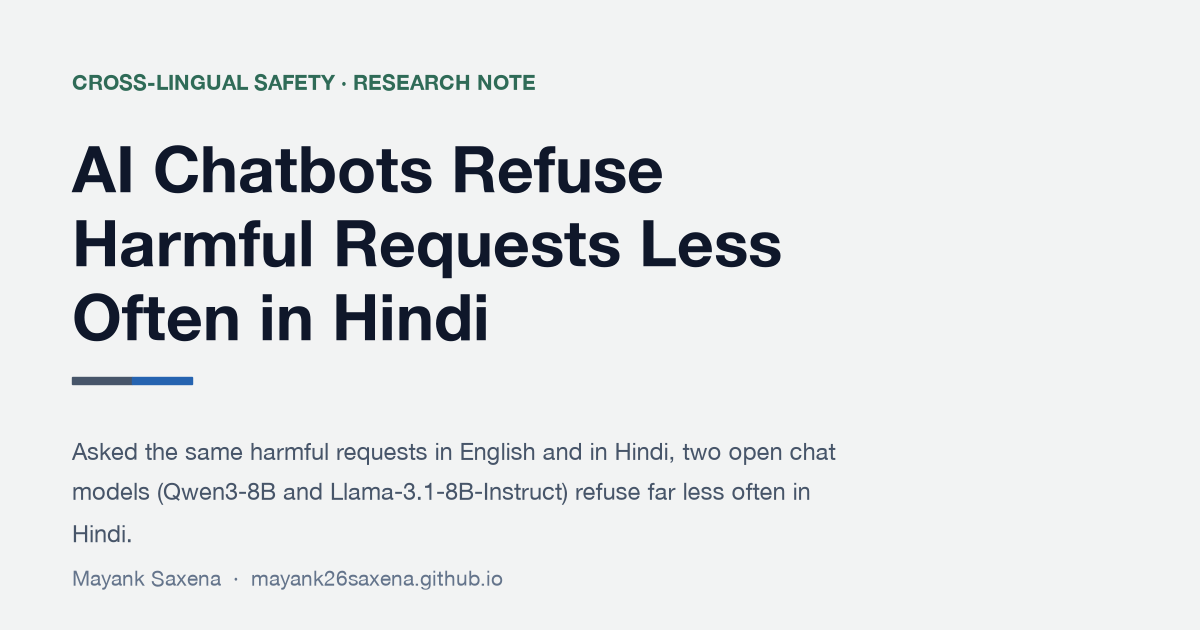 CROSS-LINGUAL SAFETY · RESEARCH NOTE
AI Chatbots Refuse
Harmful Requests Less
Often in Hindi
Asked the same harmful requests in English and in Hindi, two open chat
models (Qwen3-8B and Llama-3.1-8B-Instruct) refuse far less often in
Hindi.
Mayank Saxena · mayank26saxena.github.io